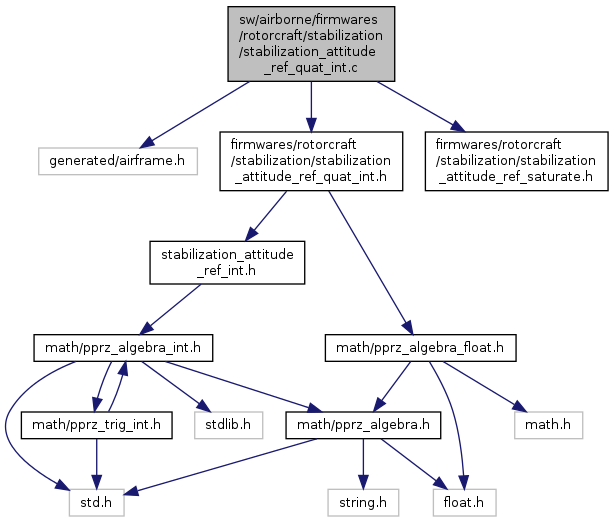 sw/airborne/firmwares
/rotorcraft/stabilization
/stabilization_attitude
_ref_quat_int.c
generated/airframe.h
firmwares/rotorcraft
/stabilization/stabilization
_attitude_ref_quat_int.h
firmwares/rotorcraft
/stabilization/stabilization
_attitude_ref_saturate.h
stabilization_attitude
_ref_int.h
math/pprz_algebra_int.h
math/pprz_algebra_float.h
math/pprz_trig_int.h
stdlib.h
math/pprz_algebra.h
math.h
std.h
string.h
float.h